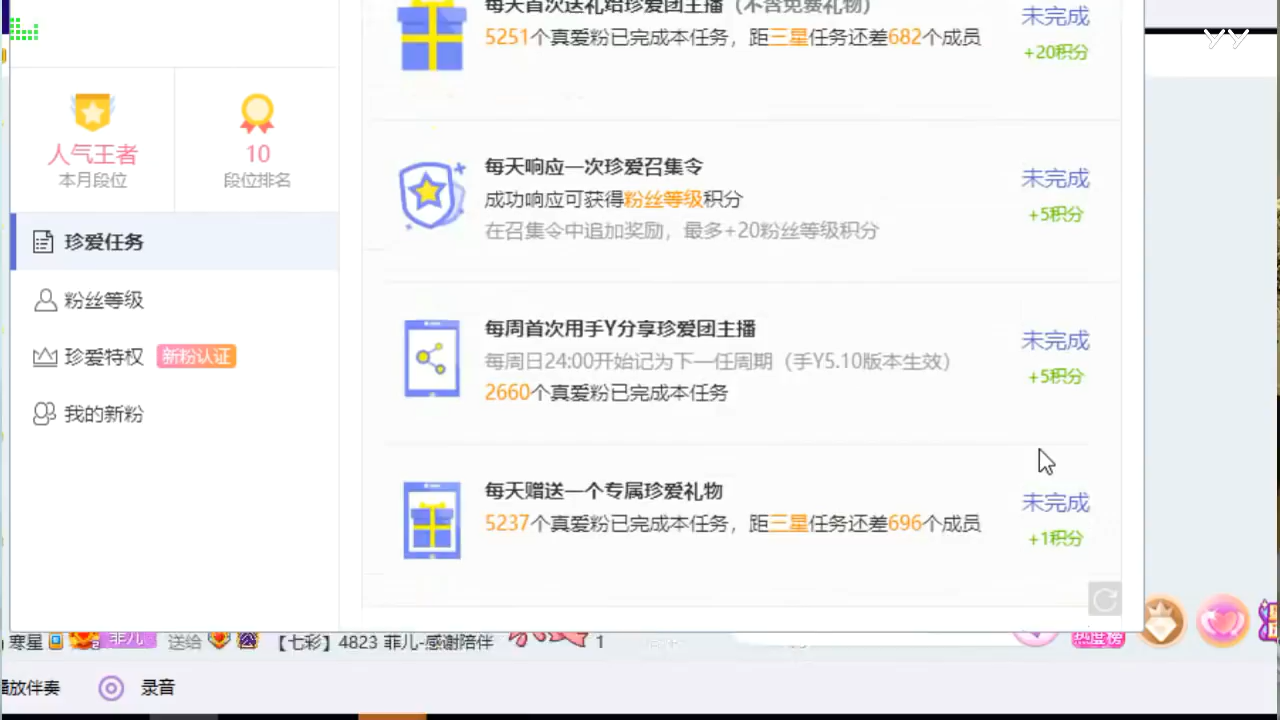 每天首次送礼给珍爱团主播（不含免费礼物）
5251个真爱粉已完成本任务，距三星任务还差682个成员
未完成
+20积分
YY
人气王者
本月段位
10
段位排名
每天响应一次珍爱召集令
成功响应可获得粉丝等级积分
在召集令中追加奖励，最多+20粉丝等级积分
未完成
+5积分
珍爱任务
粉丝等级
珍爱特权 新粉认证
我的新粉
每周首次用手Y分享珍爱团主播
每周日24:00开始记为下一任周期（手Y5.10版本生效）
2660个真爱粉已完成本任务
未完成
+5积分
每天赠送一个专属珍爱礼物
5237个真爱粉已完成本任务，距三星任务还差696个成员
未完成
+1积分
寒星 菲儿 送给 【七彩】4823 菲儿-感谢陪伴 1
热度榜
播放伴奏 录音